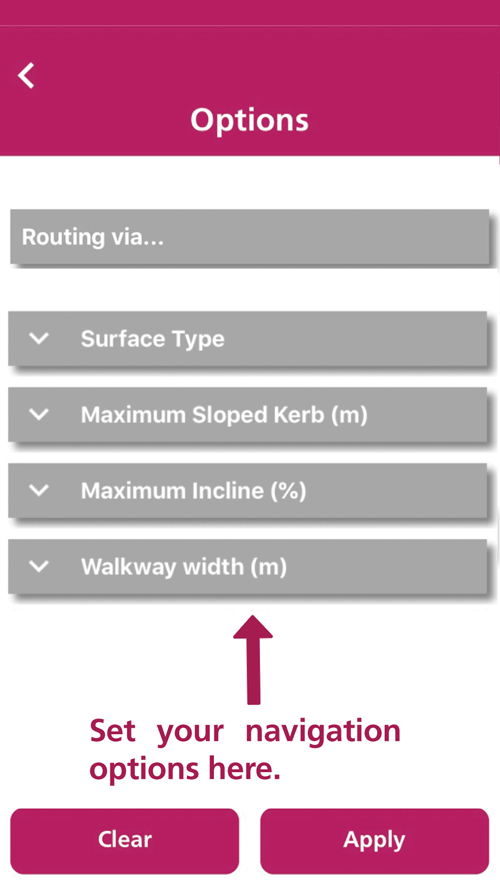 Options
Routing via...
Surface Type
Maximum Sloped Kerb (m)
Maximum Incline (%)
Walkway width (m)
Set your navigation
options here.
Clear
Apply